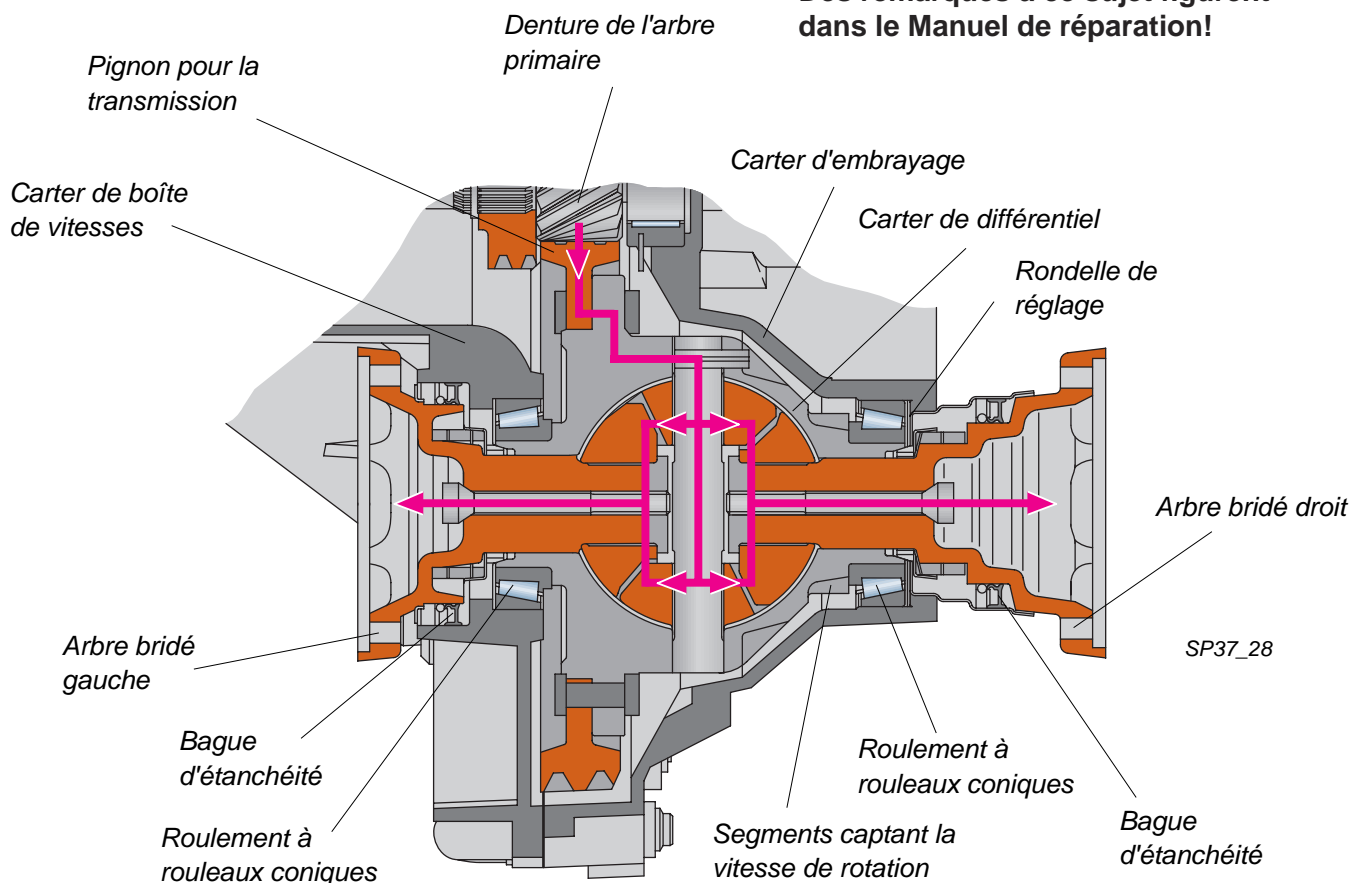 dans le Manuel de réparation!
Denture de l'arbre
primaire
Pignon pour la
transmission
Carter d'embrayage
Carter de boîte
de vitesses
Carter de différentiel
Rondelle de
réglage
Arbre bridé droit
SP37_28
Arbre bridé
gauche
Bague
d'étanchéité
Roulement à
rouleaux coniques
Roulement à
rouleaux coniques
Segments captant la
vitesse de rotation
Bague
d'étanchéité